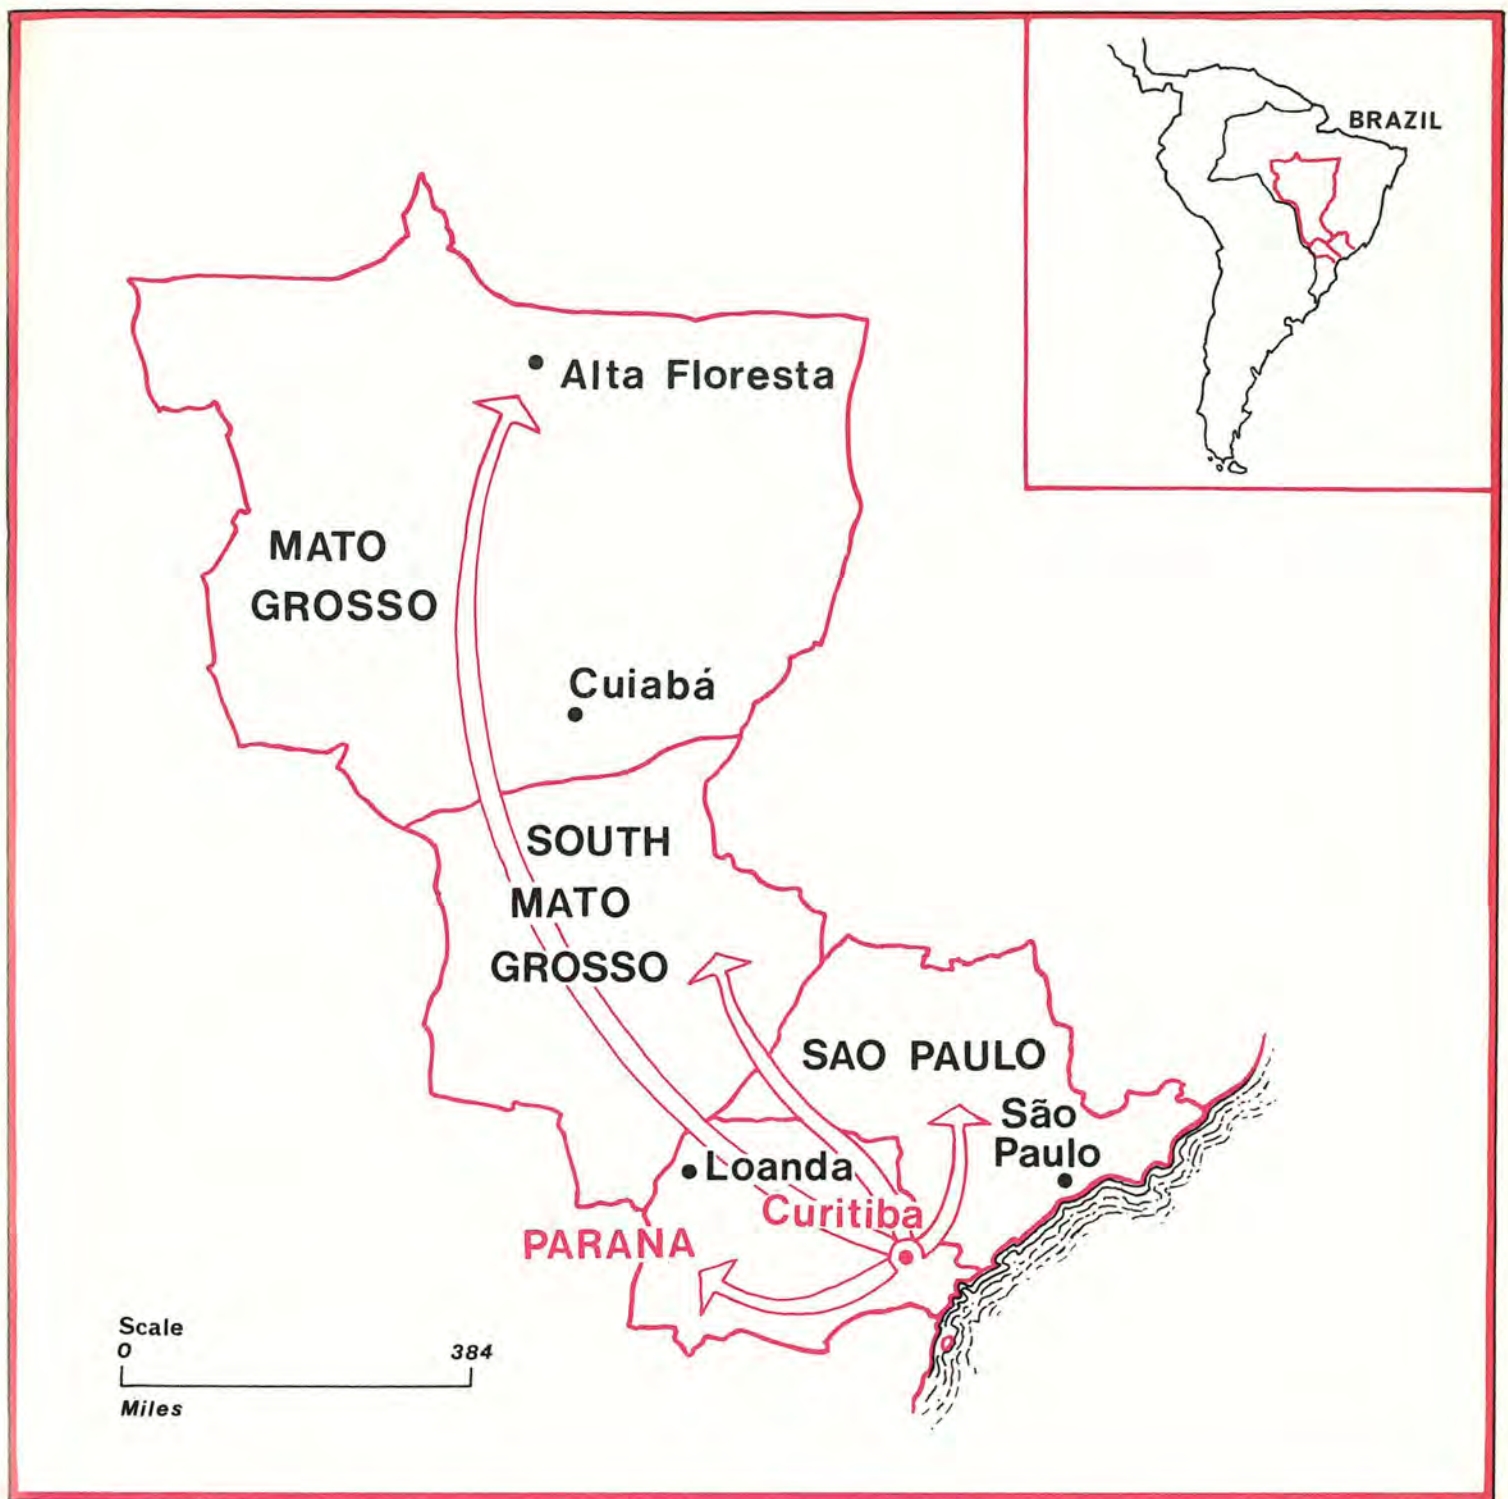 BRAZIL
Alta Floresta
MATO
GROSSO
Cuiabá
SOUTH
MATO
GROSSO
SAO PAULO
São
Paulo
Loanda
Curitiba
PARANA
Scale
0 384
Miles